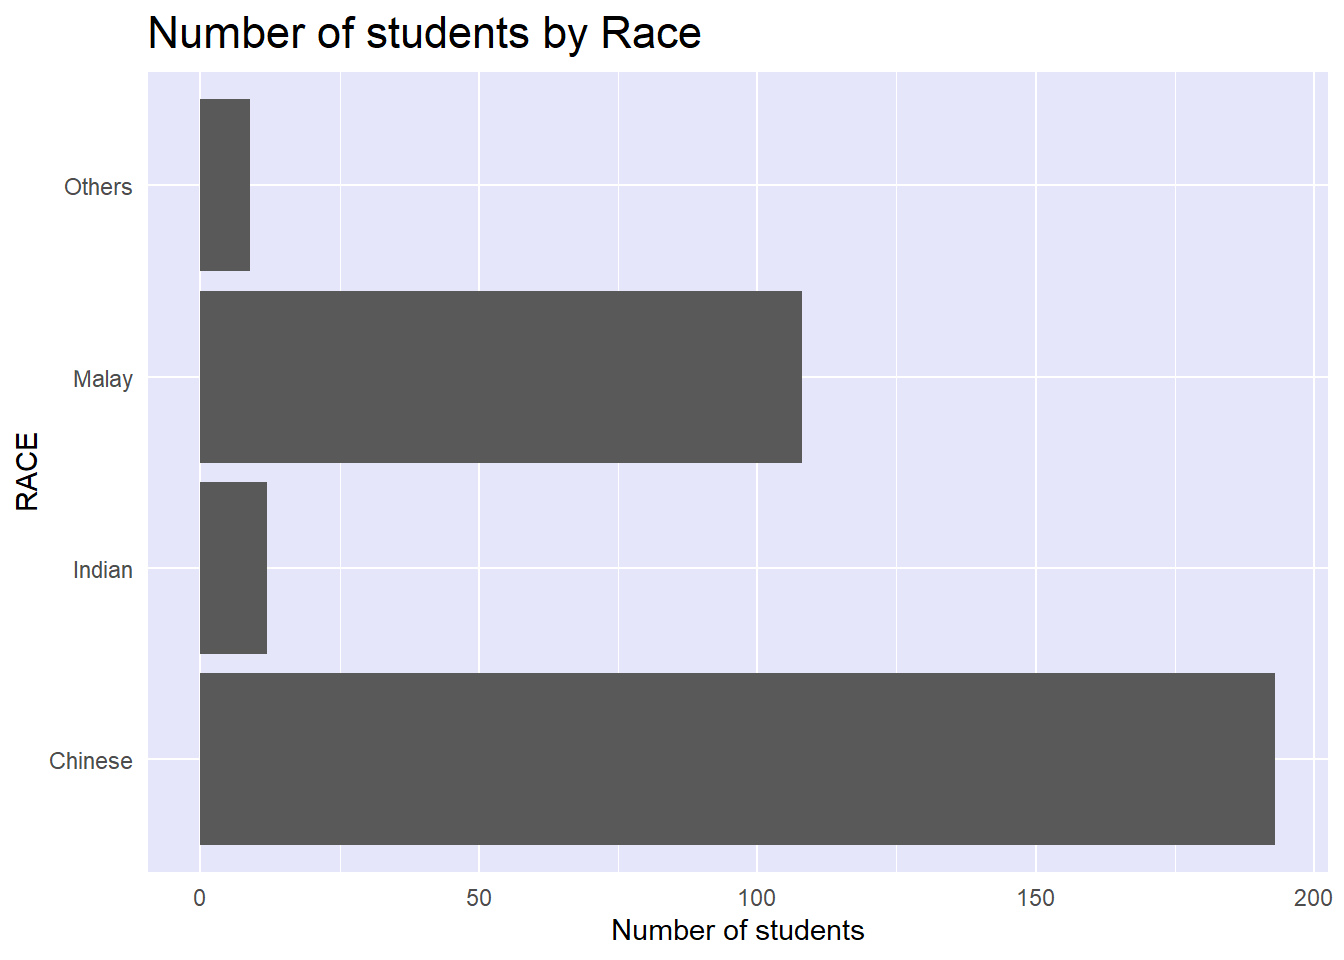 Number of students by Race
RACE
Others
Malay
Indian
Chinese
0 50 100 150 200
Number of students